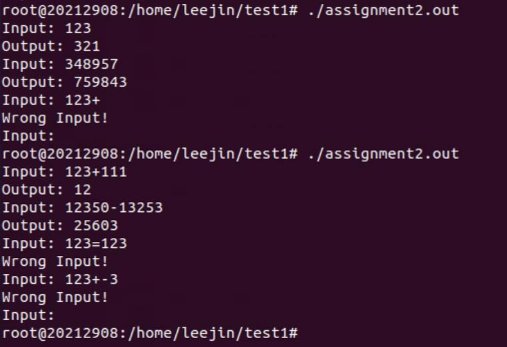 root@20212908:/home/leejin/test1# ./assignment2.out
Input: 123
Output: 321
Input: 348957
Output: 759843
Input: 123+
Wrong Input!
Input:
root@20212908:/home/leejin/test1# ./assignment2.out
Input: 123+111
Output: 12
Input: 12350-13253
Output: 25603
Input: 123=123
Wrong Input!
Input: 123+-3
Wrong Input!
Input:
root@20212908:/home/leejin/test1#